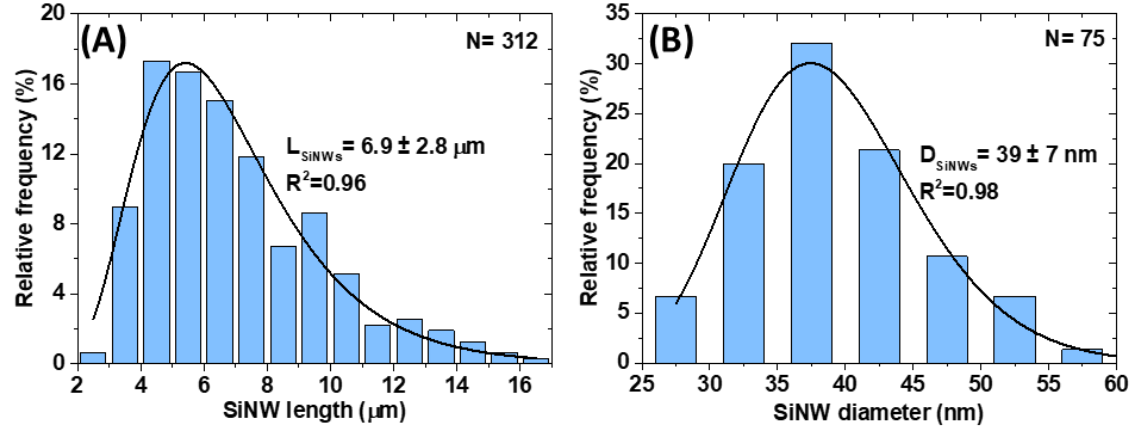 (A)
N= 312
L_SiNWs = 6.9 ± 2.8 μm
R²=0.96
Relative frequency (%)
20
16
12
8
4
0
2 4 6 8 10 12 14 16
SiNW length (μm)
(B)
N= 75
D_SiNWs = 39 ± 7 nm
R²=0.98
Relative frequency (%)
35
30
25
20
15
10
5
0
25 30 35 40 45 50 55 60
SiNW diameter (nm)